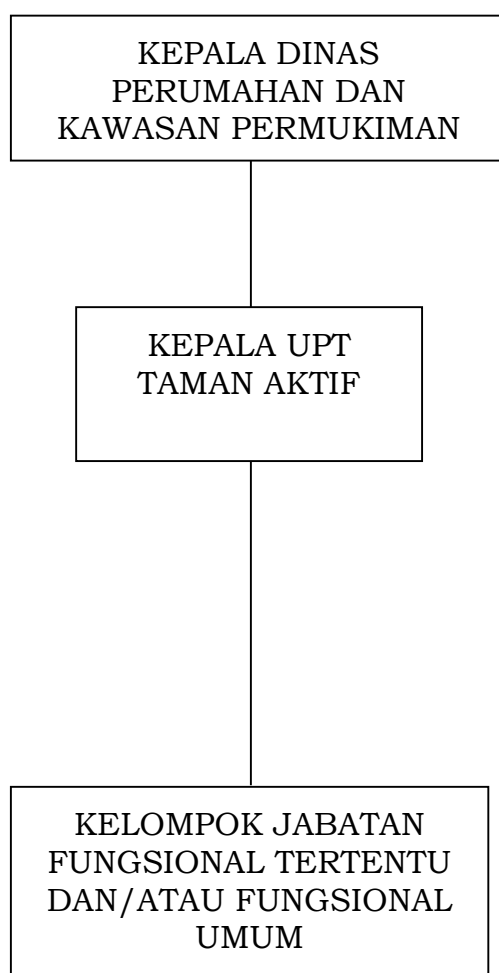 KEPALA DINAS
PERUMAHAN DAN
KAWASAN PERMUKIMAN
KEPALA UPT
TAMAN AKTIF
KELOMPOK JABATAN
FUNGSIONAL TERTENTU
DAN/ATAU FUNGSIONAL
UMUM